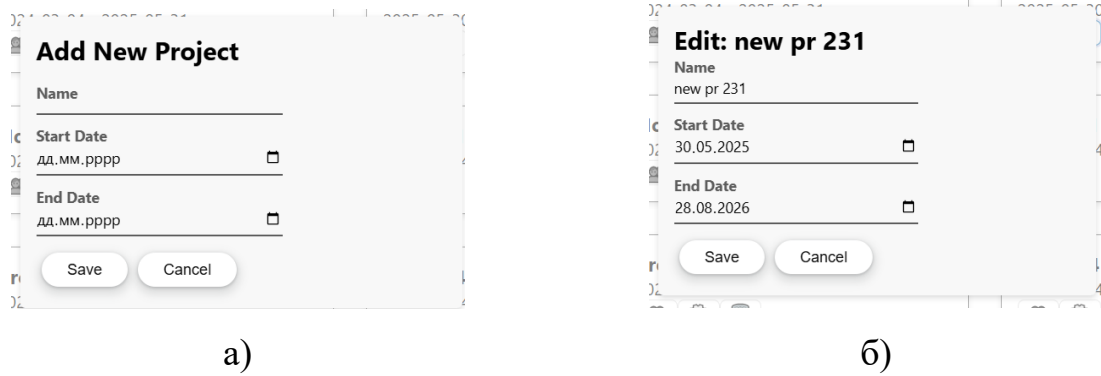 Add New Project
Name
Start Date
дд.мм.рррр
End Date
дд.мм.рррр
Save Cancel
а)
Edit: new pr 231
Name
new pr 231
Start Date
30.05.2025
End Date
28.08.2026
Save Cancel
б)